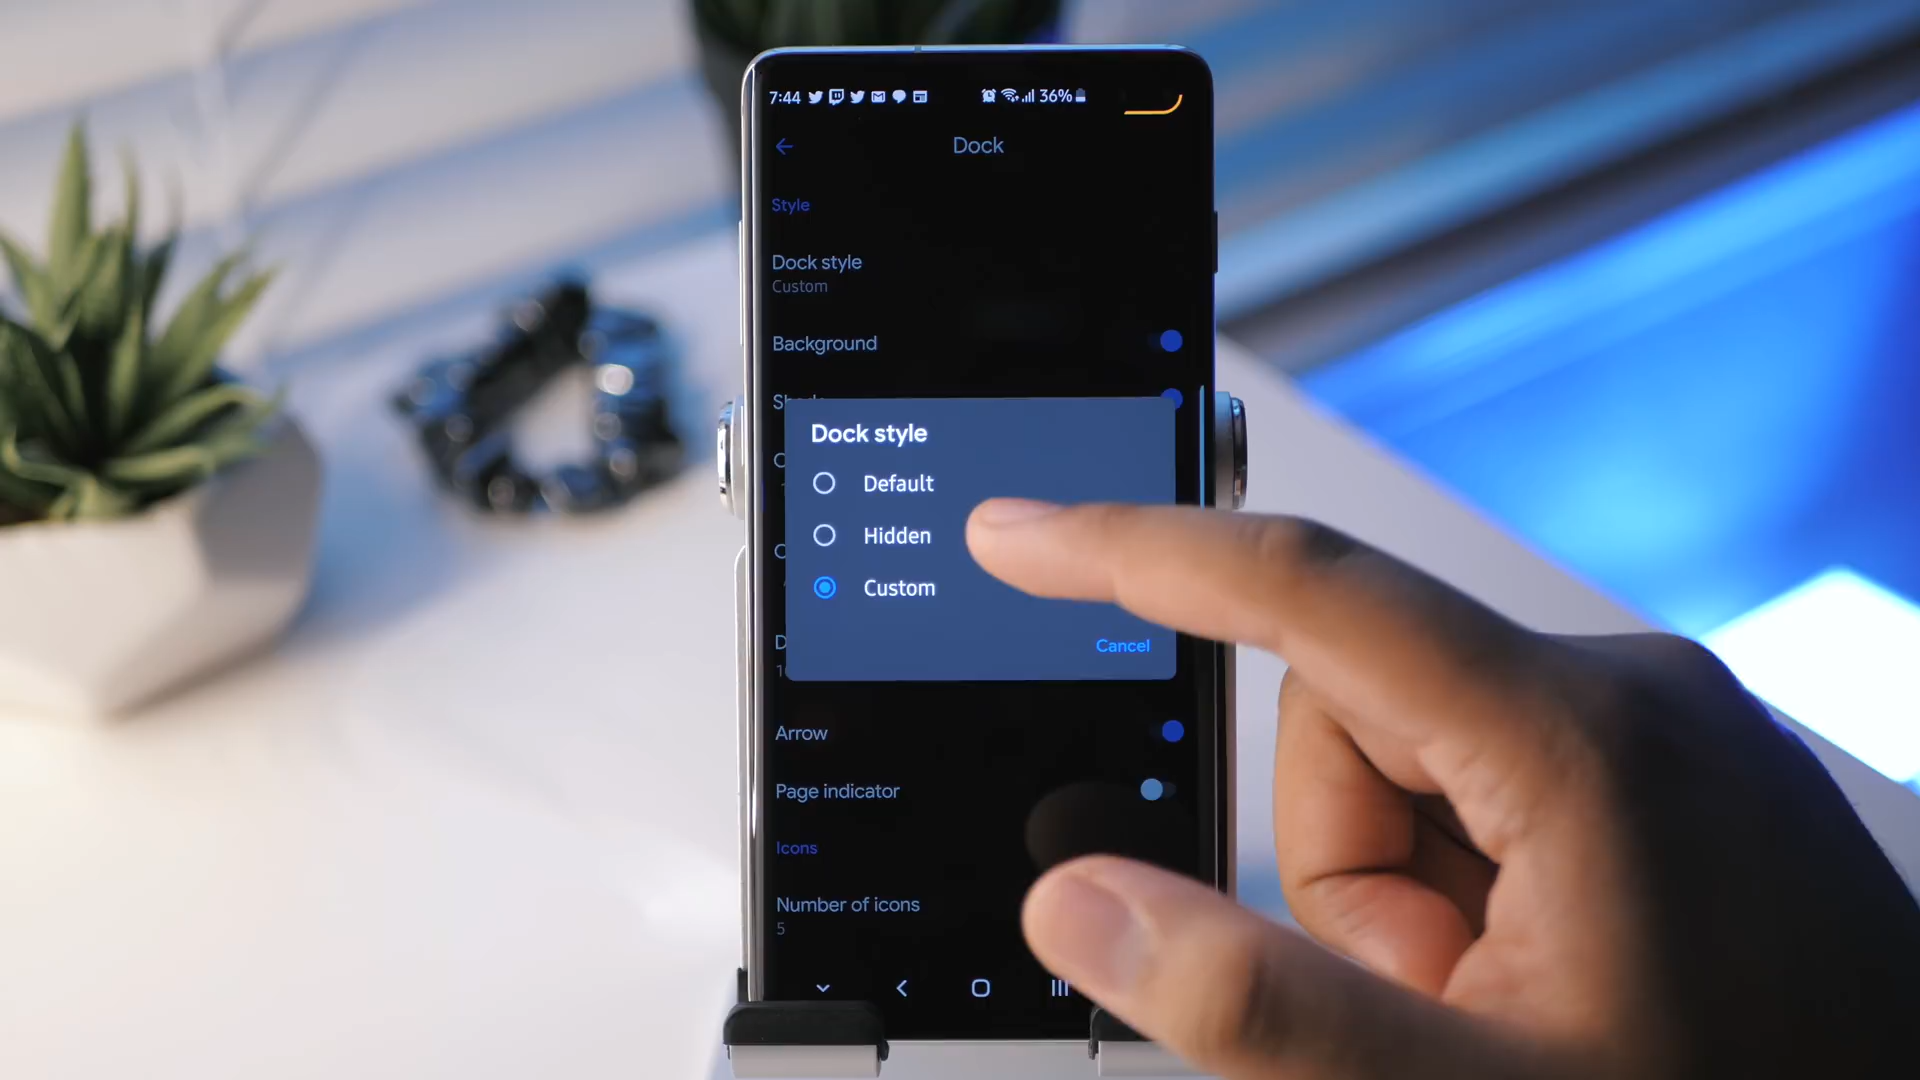 7:44 36%
Dock
Style
Dock style
Custom
Background
Dock style
Default
Hidden
Custom
Cancel
Arrow
Page indicator
Icons
Number of icons
5